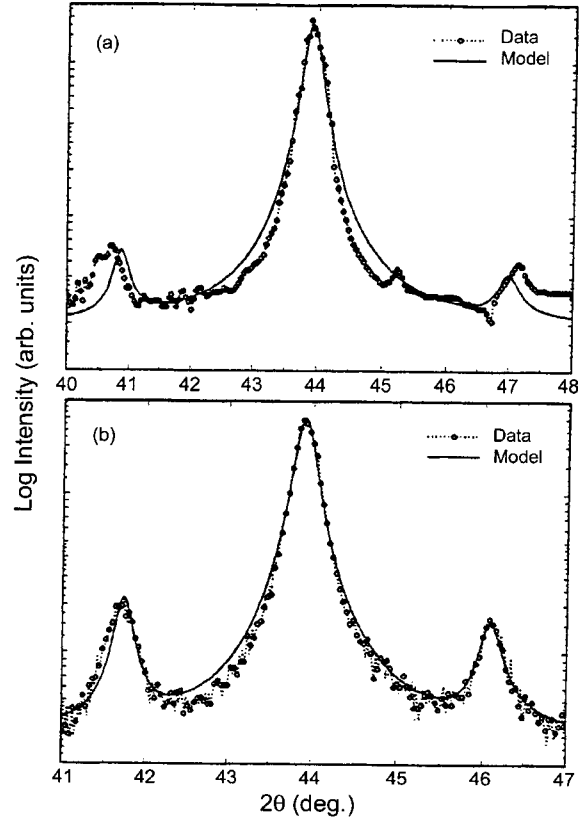 (a)
Data
Model
40 41 42 43 44 45 46 47 48
Log Intensity (arb. units)
(b)
Data
Model
41 42 43 44 45 46 47
2θ (deg.)